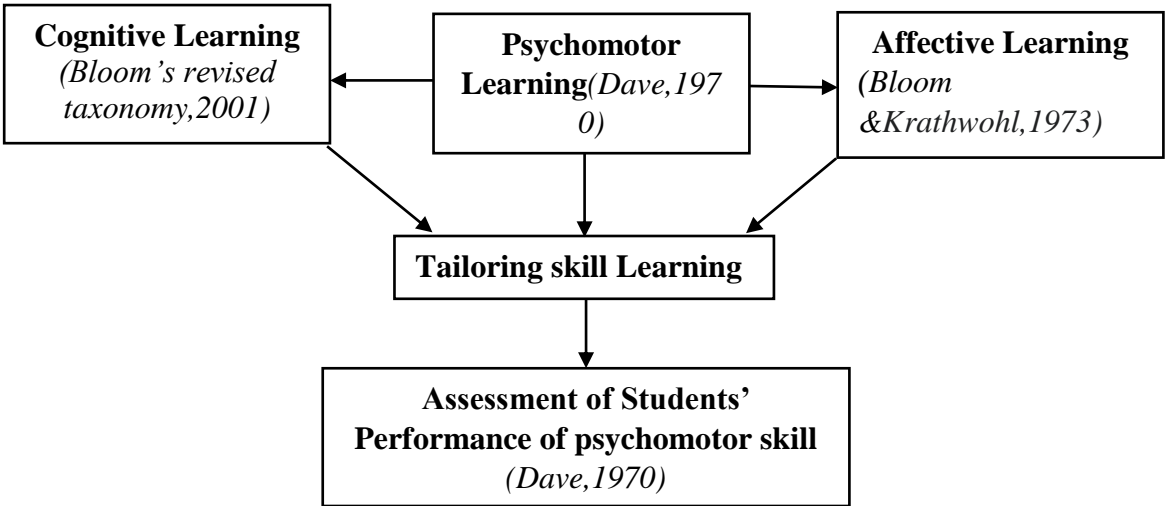 Cognitive Learning
(Bloom’s revised
taxonomy,2001)
Psychomotor
Learning(Dave,197
0)
Affective Learning
(Bloom
&Krathwohl,1973)
Tailoring skill Learning
Assessment of Students’
Performance of psychomotor skill
(Dave,1970)